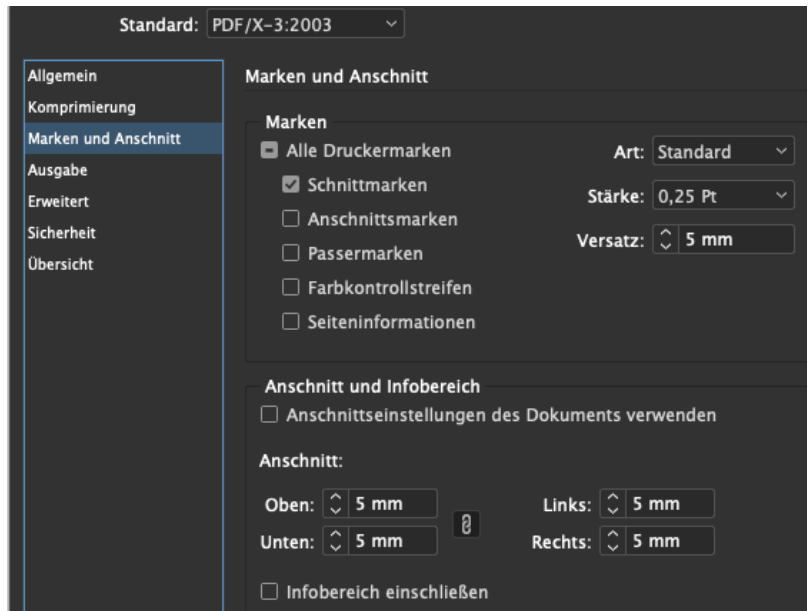 Standard: PDF/X-3:2003
Allgemein
Komprimierung
Marken und Anschnitt
Ausgabe
Erweitert
Sicherheit
Übersicht
Marken und Anschnitt
Marken
Alle Druckermarken
Schnittmarken
Anschnittsmarken
Passermarken
Farbkontrollstreifen
Seiteninformationen
Art: Standard
Stärke: 0,25 Pt
Versatz: 5 mm
Anschnitt und Infobereich
Anschnittseinstellungen des Dokuments verwenden
Anschnitt:
Oben: 5 mm Links: 5 mm
Unten: 5 mm Rechts: 5 mm
Infobereich einschließen